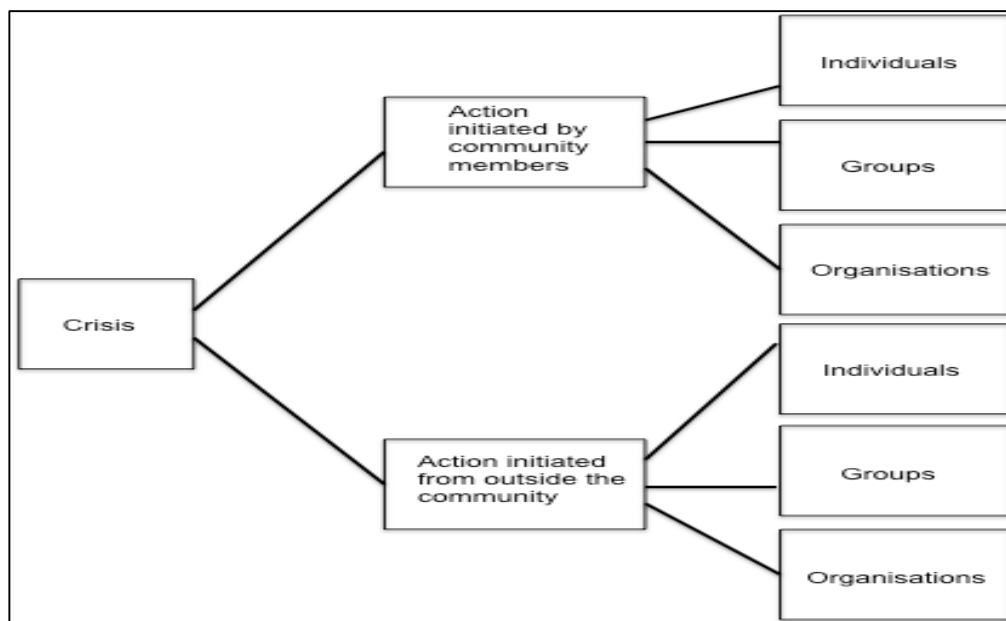 Crisis
Action
initiated by
community
members
Individuals
Groups
Organisations
Action initiated
from outside the
community
Individuals
Groups
Organisations